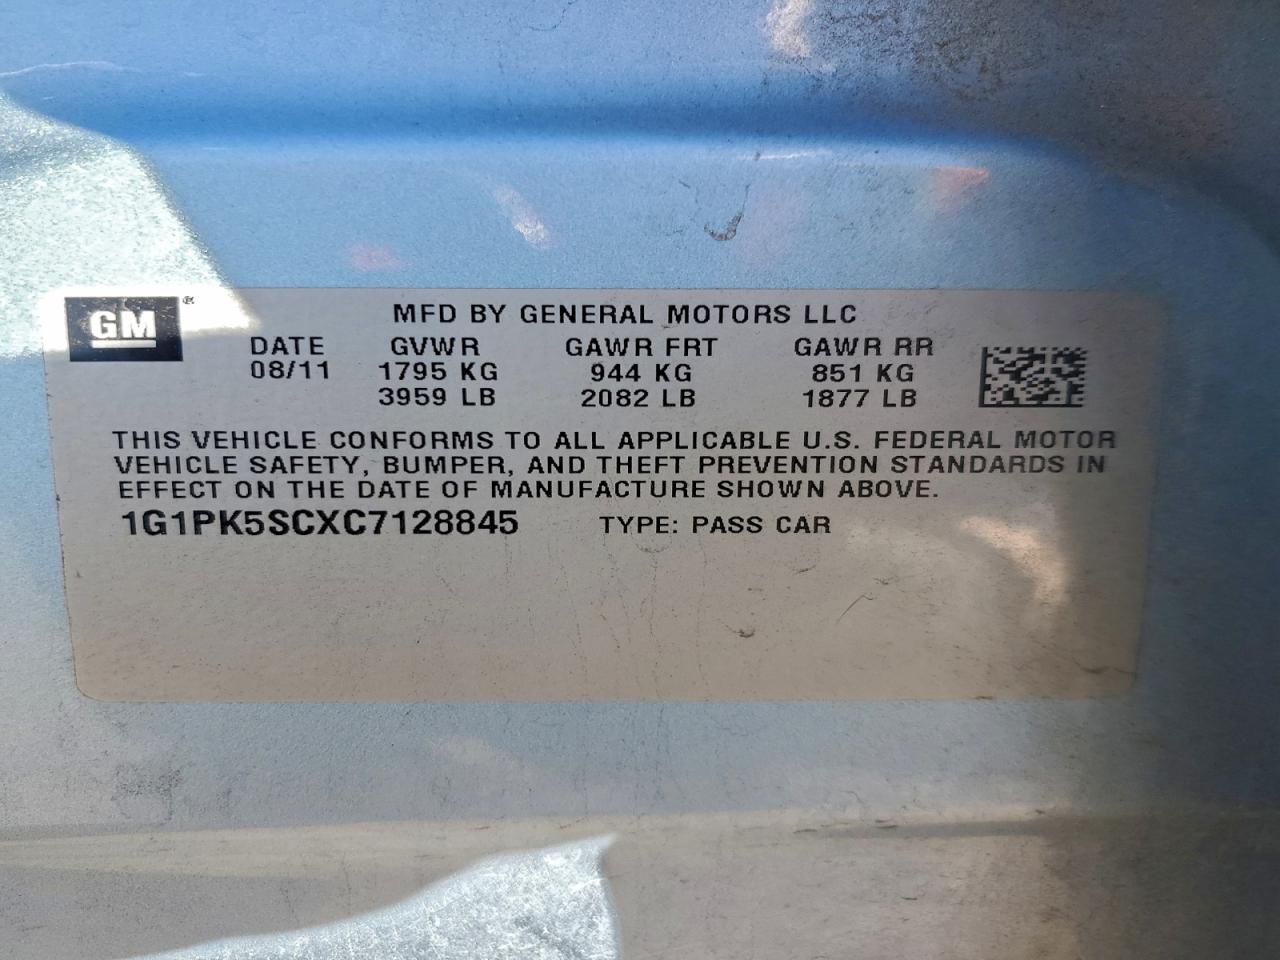 GM®
MFD BY GENERAL MOTORS LLC
DATE GVWR GAWR FRT GAWR RR
08/11 1795 KG 944 KG 851 KG
3959 LB 2082 LB 1877 LB
THIS VEHICLE CONFORMS TO ALL APPLICABLE U.S. FEDERAL MOTOR
VEHICLE SAFETY, BUMPER, AND THEFT PREVENTION STANDARDS IN
EFFECT ON THE DATE OF MANUFACTURE SHOWN ABOVE.
1G1PK5SCXC7128845 TYPE: PASS CAR